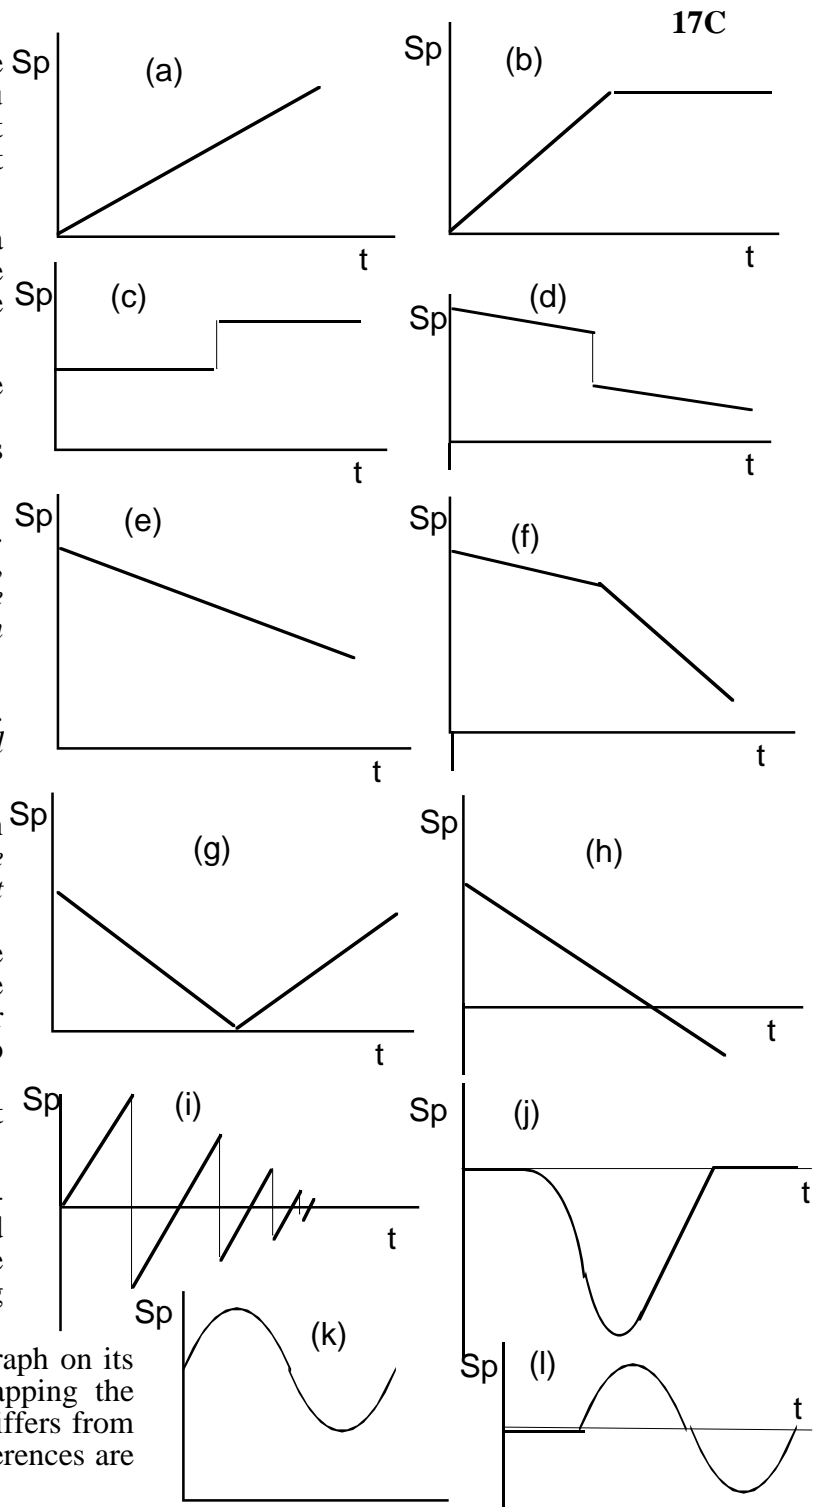 17C
Sp (a)
t
Sp (b)
t
Sp (c)
t
Sp (d)
t
Sp (e)
t
Sp (f)
t
Sp (g)
t
Sp (h)
t
Sp (i)
t
Sp (j)
t
Sp (k)
Sp (l)
t
raph on its
apping the
iffers from
erences are